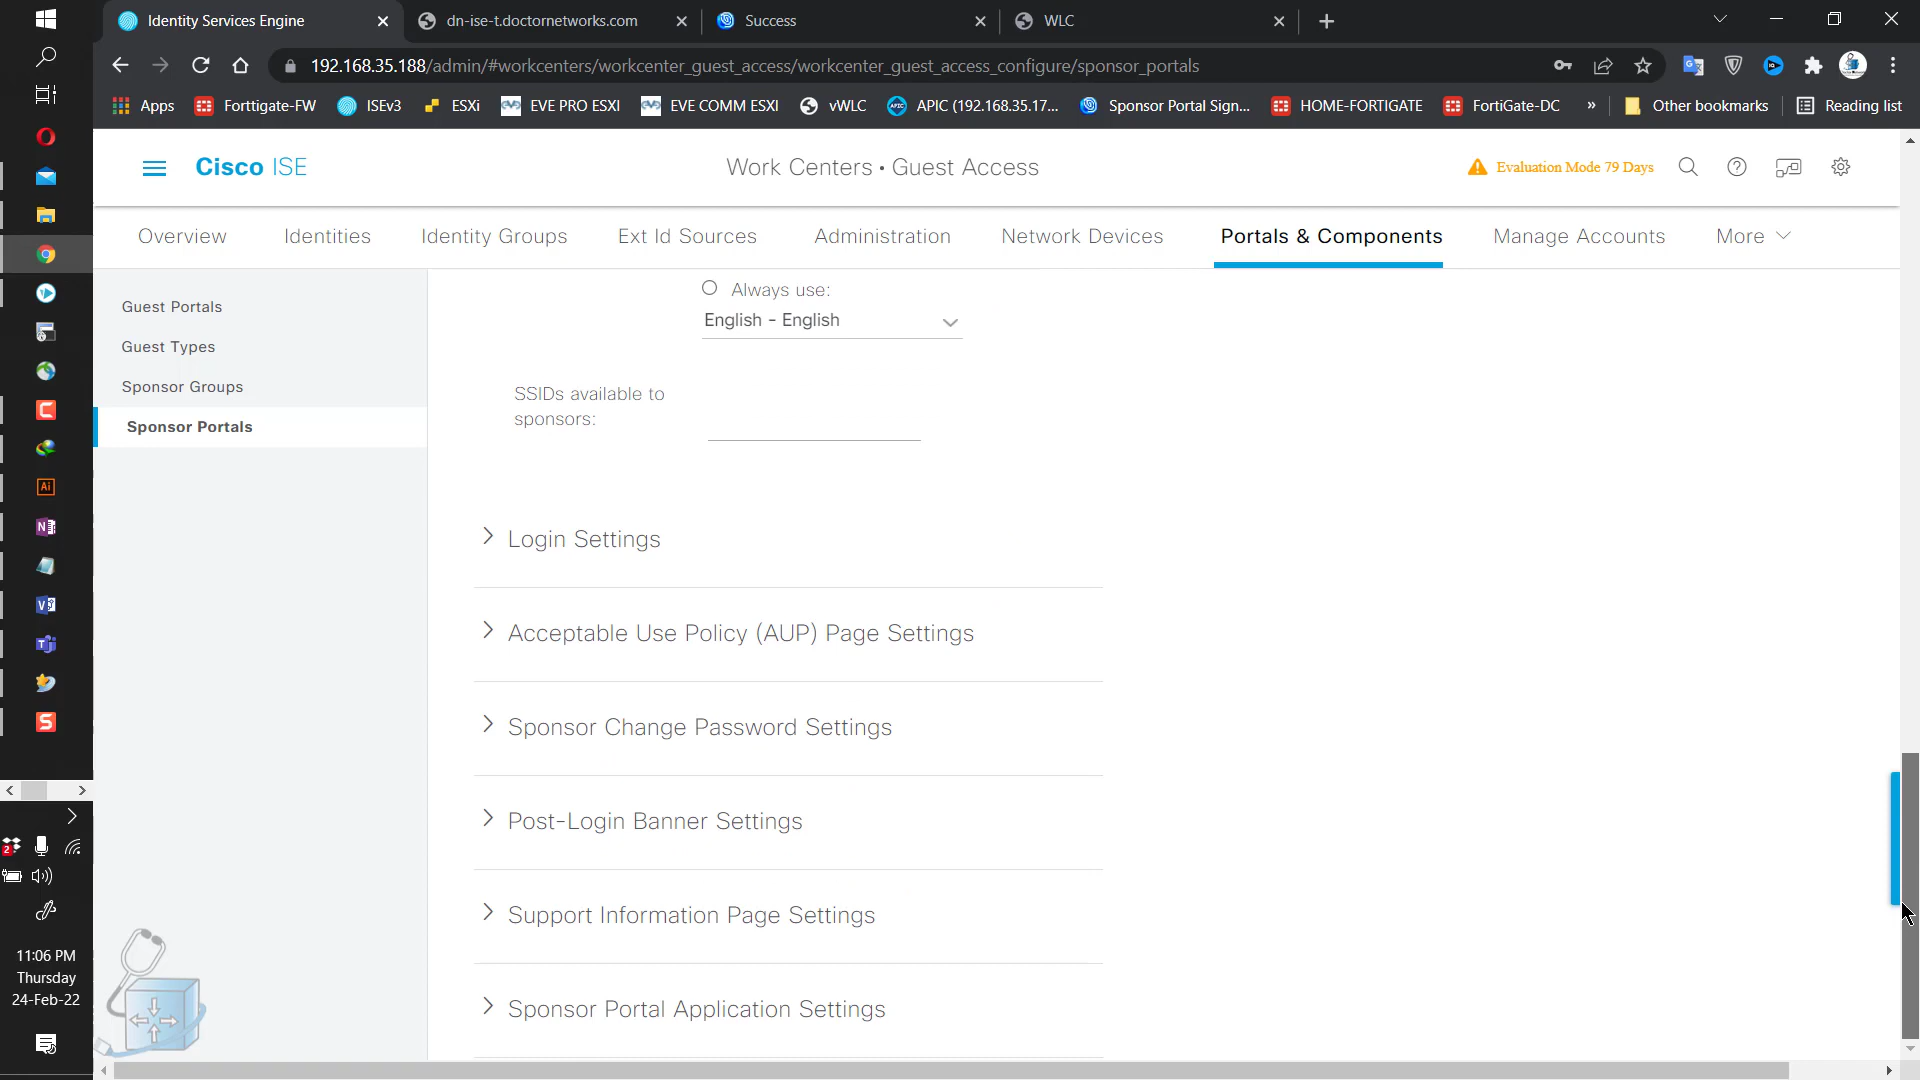 Identity Services Engine
dn-ise-t.doctornetworks.com
Success
WLC
192.168.35.188/admin/#workcenters/workcenter_guest_access/workcenter_guest_access_configure/sponsor_portals
Apps
Forttigate-FW
ISEv3
ESXi
EVE PRO ESXI
EVE COMM ESXI
vWLC
APIC (192.168.35.17...
Sponsor Portal Sign...
HOME-FORTIGATE
FortiGate-DC
»
Other bookmarks
Reading list
Cisco ISE
Work Centers • Guest Access
Evaluation Mode 79 Days
Overview
Identities
Identity Groups
Ext Id Sources
Administration
Network Devices
Portals & Components
Manage Accounts
More
Guest Portals
Guest Types
Sponsor Groups
Sponsor Portals
Always use:
English - English
SSIDs available to
sponsors:
Login Settings
Acceptable Use Policy (AUP) Page Settings
Sponsor Change Password Settings
Post-Login Banner Settings
Support Information Page Settings
Sponsor Portal Application Settings
11:06 PM
Thursday
24-Feb-22